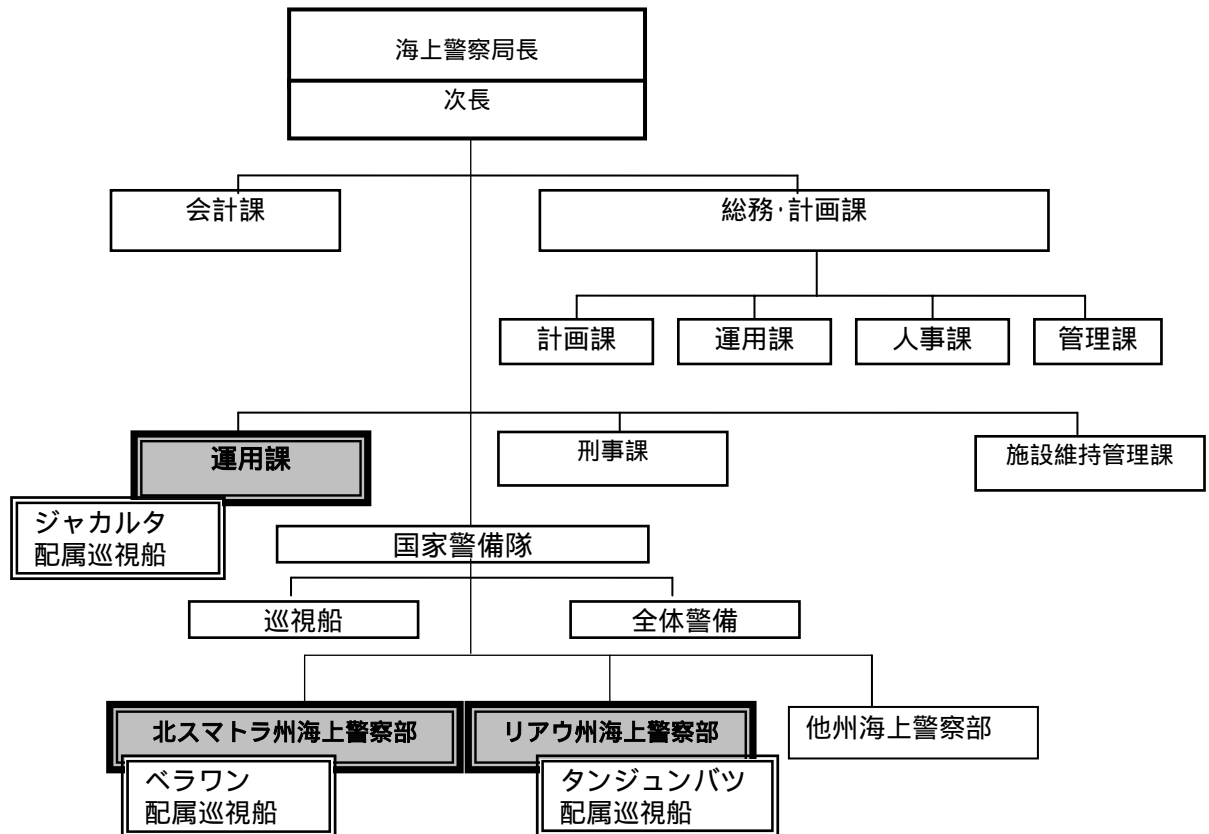 海上警察局長
次長
会計課
総務・計画課
計画課
運用課
人事課
管理課
運用課
刑事課
施設維持管理課
ジャカルタ
配属巡視船
国家警備隊
巡視船
全体警備
北スマトラ州海上警察部
リアウ州海上警察部
他州海上警察部
ベラワン
配属巡視船
タンジュンバツ
配属巡視船